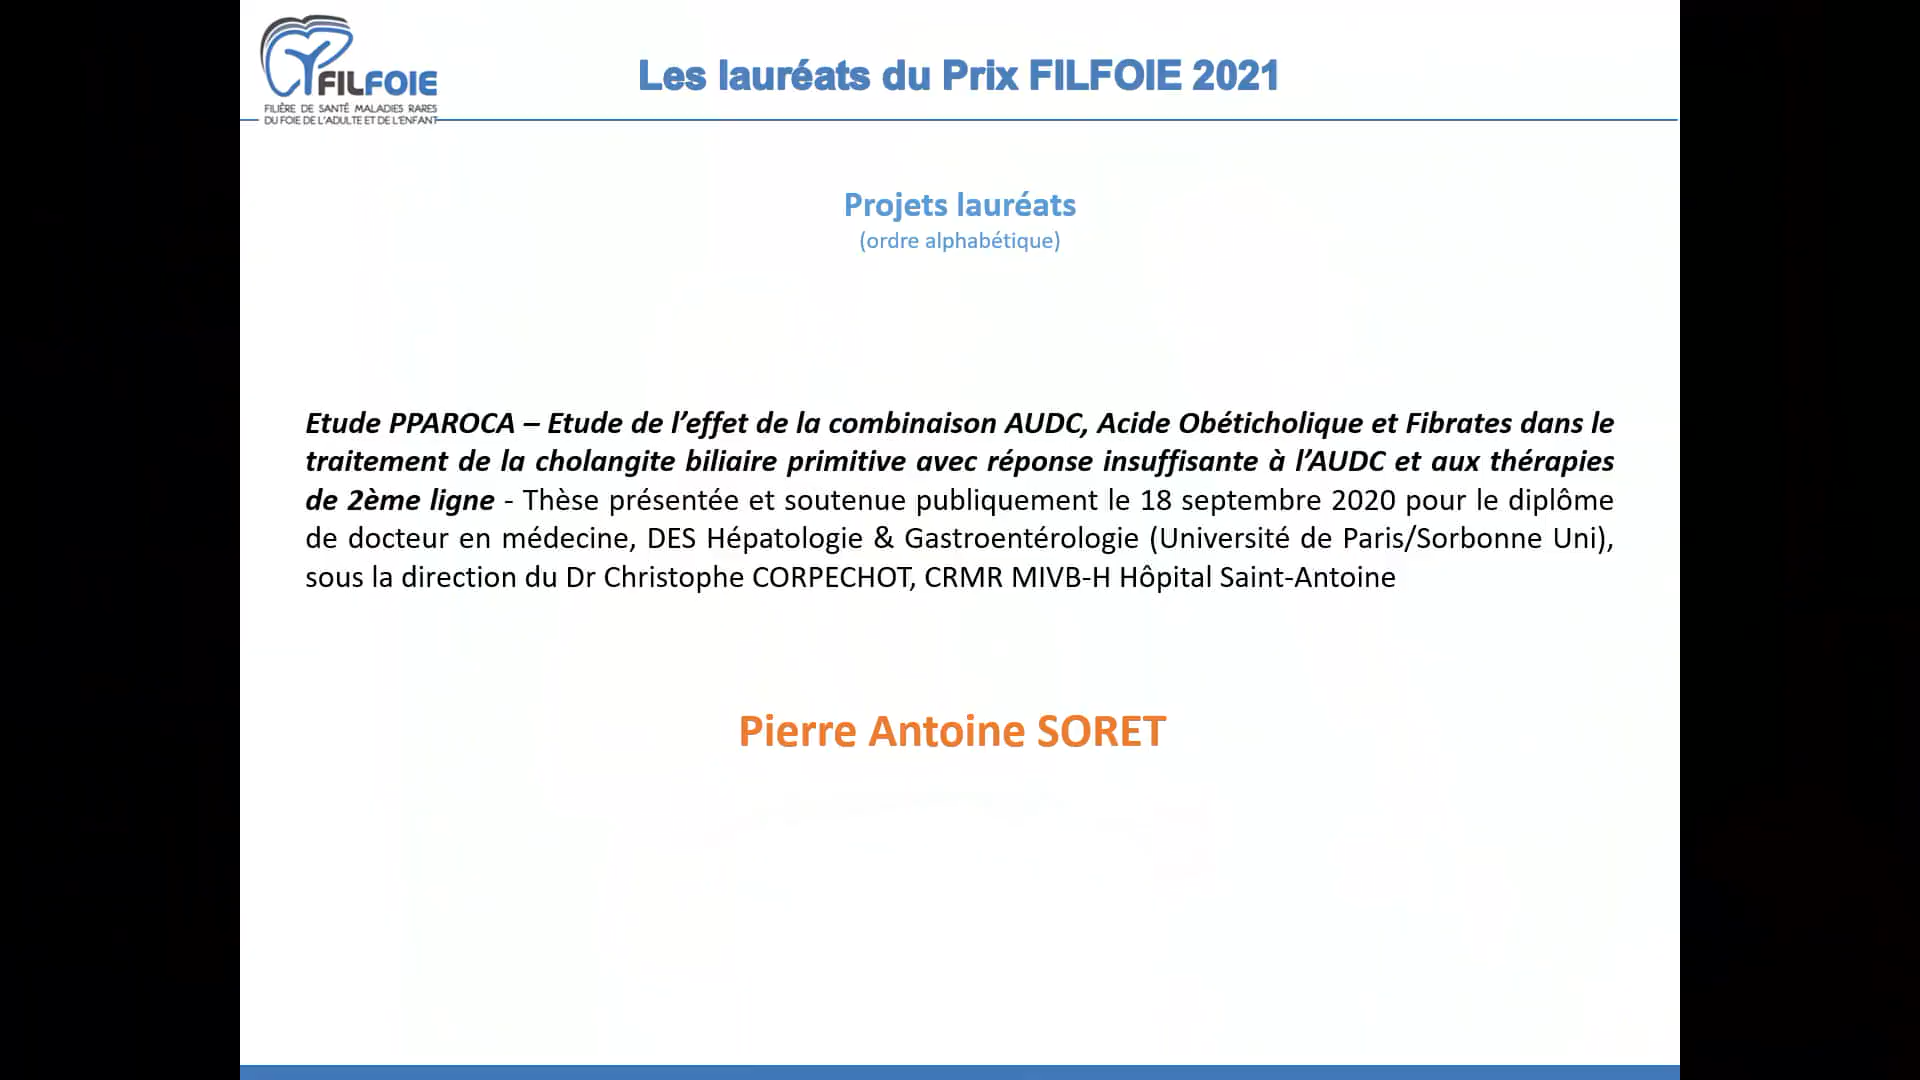 FILFOIE
FILIÈRE DE SANTÉ MALADIES RARES
DU FOIE DE L'ADULTE ET DE L'ENFANT
Les lauréats du Prix FILFOIE 2021
Projets lauréats
(ordre alphabétique)
Etude PPAROCA – Etude de l’effet de la combinaison AUDC, Acide Obéticholique et Fibrates dans le
traitement de la cholangite biliaire primitive avec réponse insuffisante à l’AUDC et aux thérapies
de 2ème ligne - Thèse présentée et soutenue publiquement le 18 septembre 2020 pour le diplôme
de docteur en médecine, DES Hépatologie & Gastroentérologie (Université de Paris/Sorbonne Uni),
sous la direction du Dr Christophe CORPECHOT, CRMR MIVB-H Hôpital Saint-Antoine
Pierre Antoine SORET